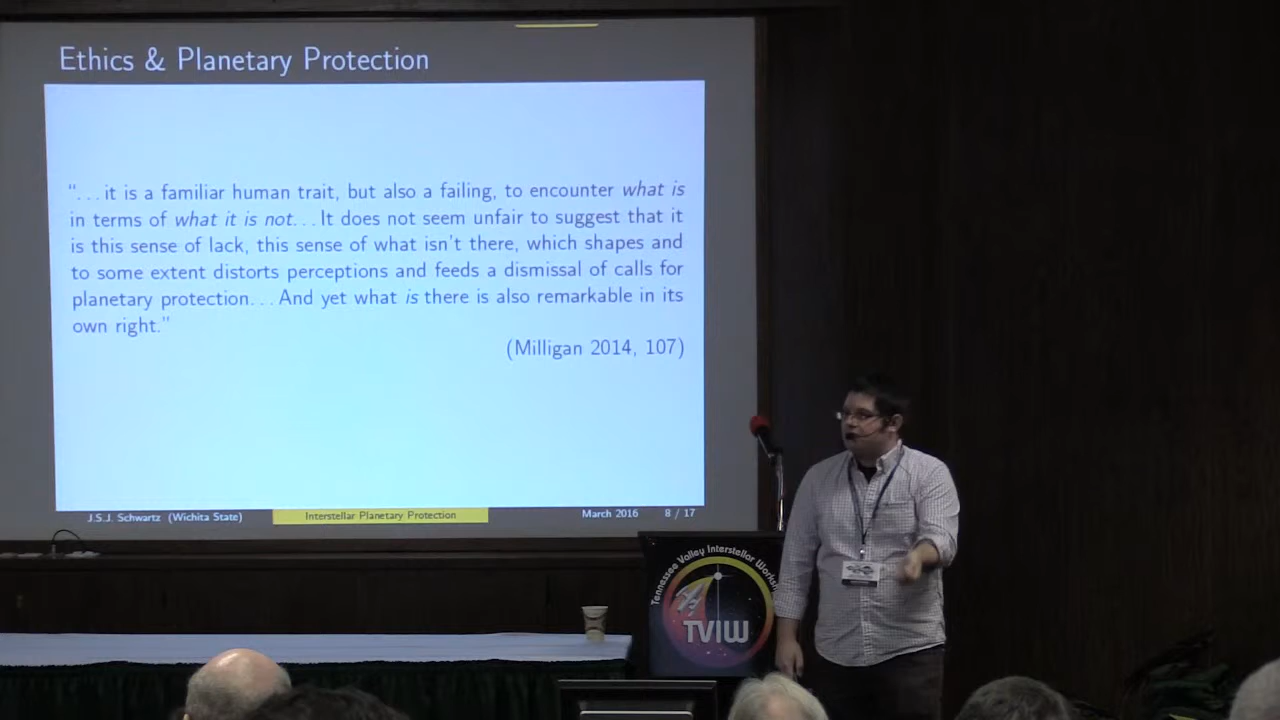 Ethics & Planetary Protection
“...it is a familiar human trait, but also a failing, to encounter what is
in terms of what it is not...It does not seem unfair to suggest that it
is this sense of lack, this sense of what isn't there, which shapes and
to some extent distorts perceptions and feeds a dismissal of calls for
planetary protection...And yet what is there is also remarkable in its
own right.”
(Milligan 2014, 107)
J.S.J. Schwartz (Wichita State)
Interstellar Planetary Protection
March 2016 8 / 17
Tennessee Valley Interstellar
TVIW